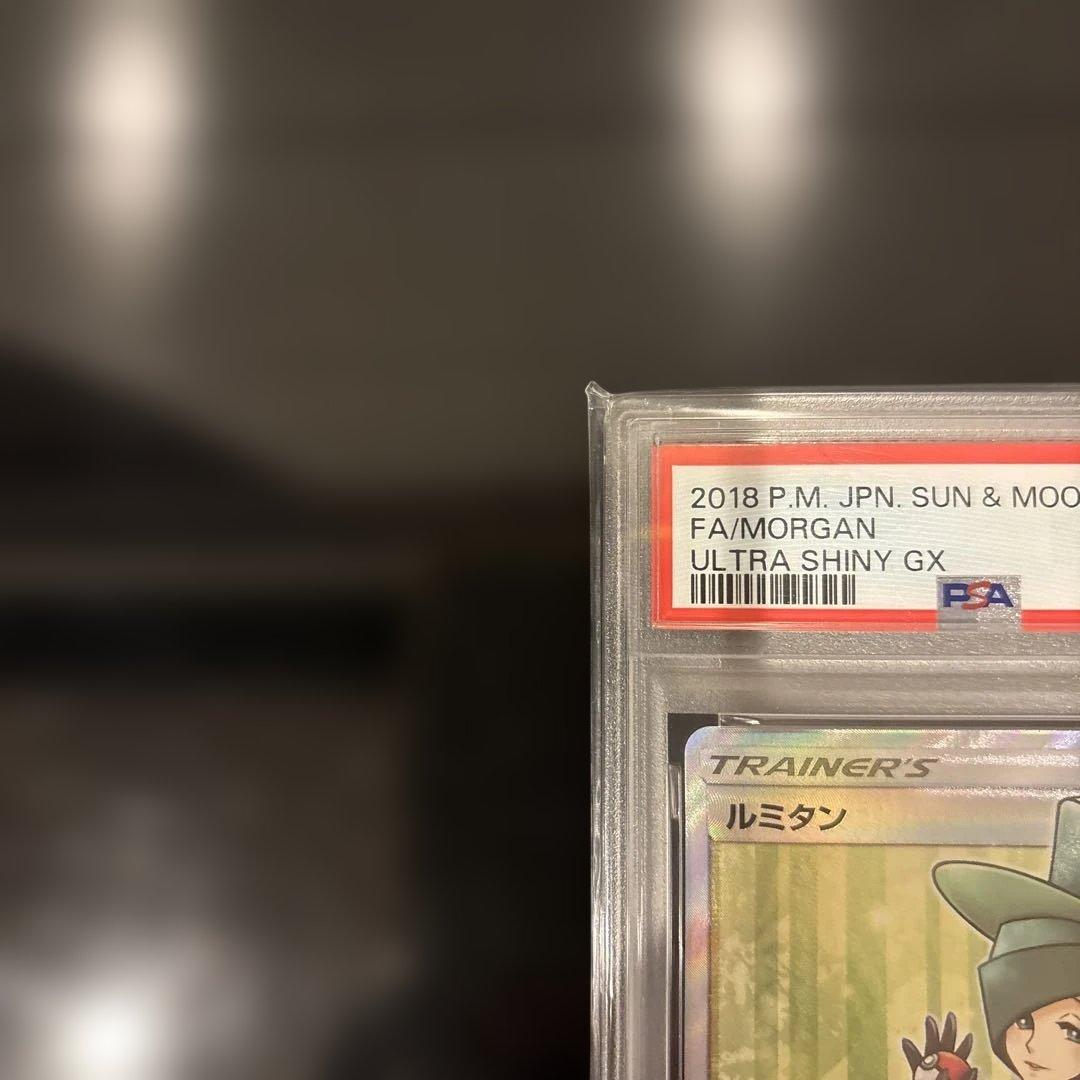 2018 P.M. JPN. SUN & MOO
FA/MORGAN
ULTRA SHINY GX
PSA
TRAINER'S
ルミタン